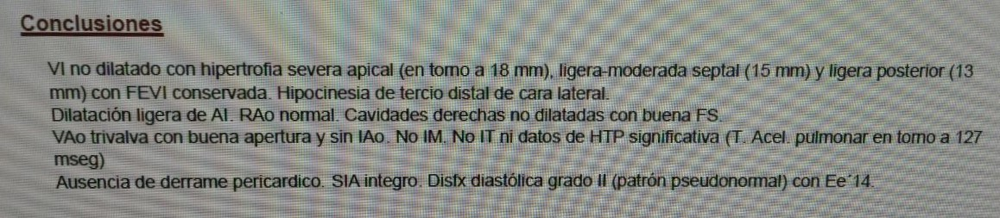 Conclusiones
VI no dilatado con hipertrofia severa apical (en torno a 18 mm), ligera-moderada septal (15 mm) y ligera posterior (13
mm) con FEVI conservada. Hipocinesia de tercio distal de cara lateral.
Dilatación ligera de AI. RAo normal. Cavidades derechas no dilatadas con buena FS.
VAo trivalva con buena apertura y sin IAo. No IM. No IT ni datos de HTP significativa (T. Acel. pulmonar en torno a 127
mseg)
Ausencia de derrame pericardico. SIA integro. Disfx diastólica grado II (patrón pseudonormal) con Ee´14.